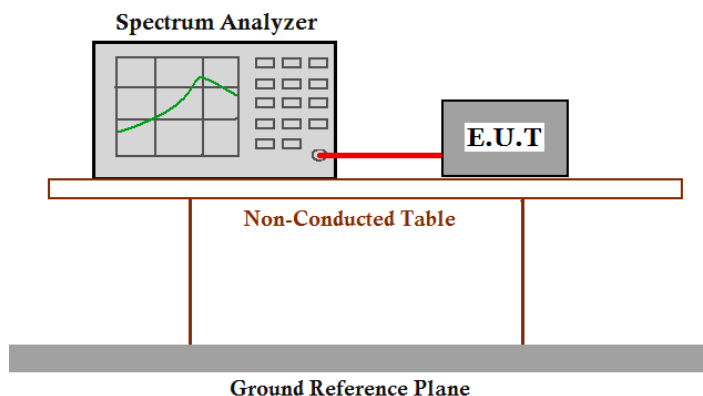 Spectrum Analyzer
E.U.T
Non-Conducted Table
Ground Reference Plane